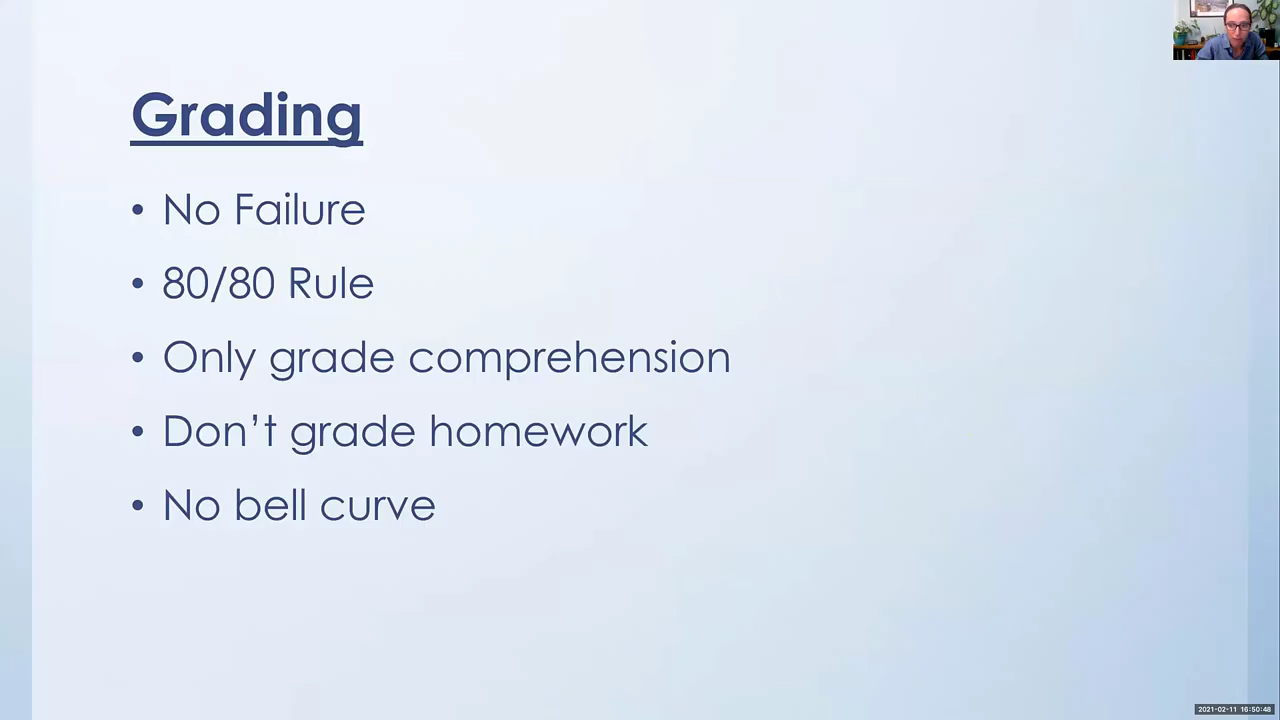 Grading
• No Failure
• 80/80 Rule
• Only grade comprehension
• Don’t grade homework
• No bell curve
2021-02-11 16:50:48